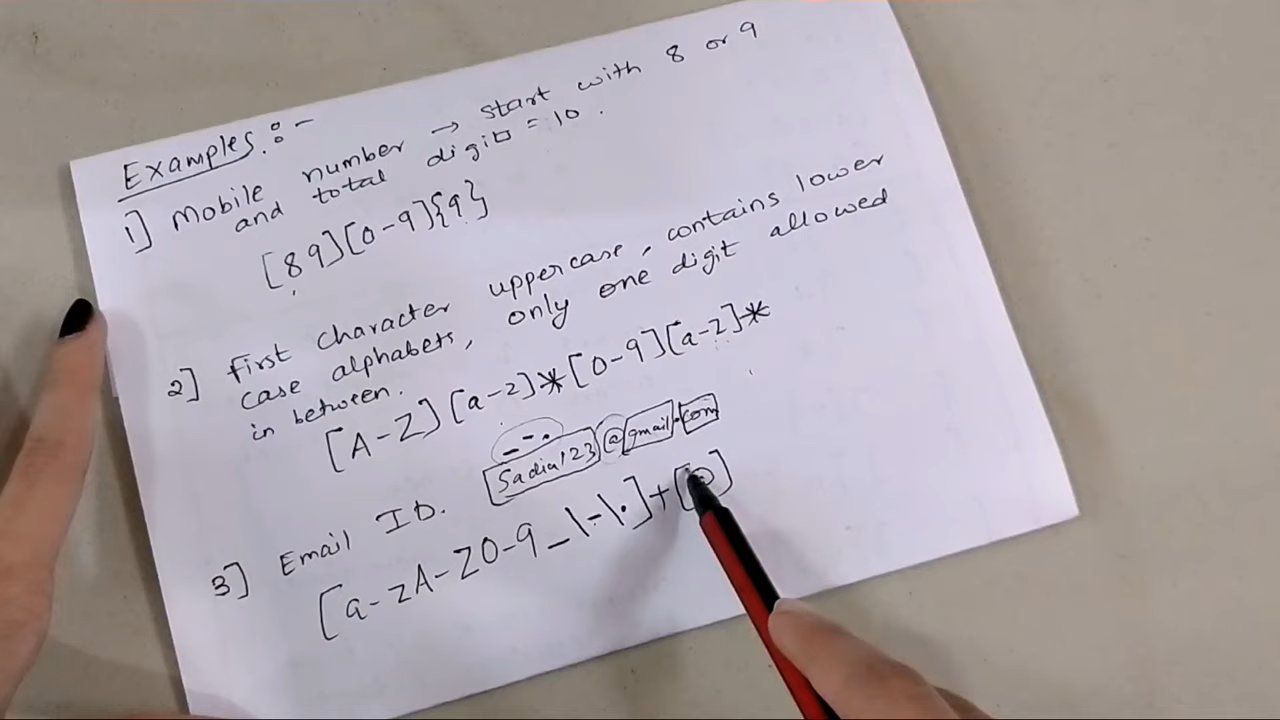 Examples :-
1] Mobile number → start with 8 or 9
and total digits = 10.
[89][0-9]{9}
2] First character uppercase, contains lower
case alphabets, only one digit allowed
in between.
[A-Z][a-z]*[0-9][a-z]*
_ - .
3] Email ID. Sadia123@gmail.com
[a-zA-Z0-9_\-\.]+[@]